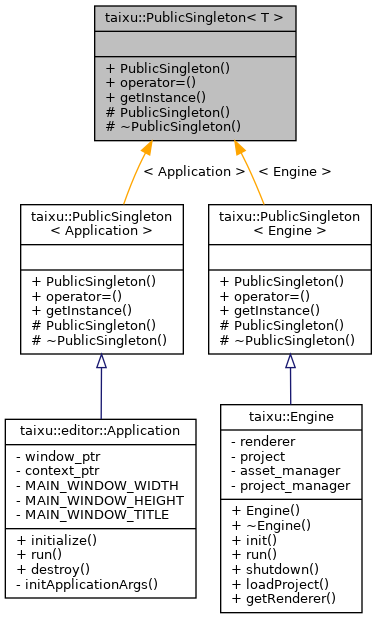 taixu::PublicSingleton< T >
+ PublicSingleton()
+ operator=()
+ getInstance()
# PublicSingleton()
# ~PublicSingleton()
< Application >
< Engine >
taixu::PublicSingleton
< Application >
+ PublicSingleton()
+ operator=()
+ getInstance()
# PublicSingleton()
# ~PublicSingleton()
taixu::PublicSingleton
< Engine >
+ PublicSingleton()
+ operator=()
+ getInstance()
# PublicSingleton()
# ~PublicSingleton()
taixu::editor::Application
- window_ptr
- context_ptr
- MAIN_WINDOW_WIDTH
- MAIN_WINDOW_HEIGHT
- MAIN_WINDOW_TITLE
+ initialize()
+ run()
+ destroy()
- initApplicationArgs()
taixu::Engine
- renderer
- project
- asset_manager
- project_manager
+ Engine()
+ ~Engine()
+ init()
+ run()
+ shutdown()
+ loadProject()
+ getRenderer()